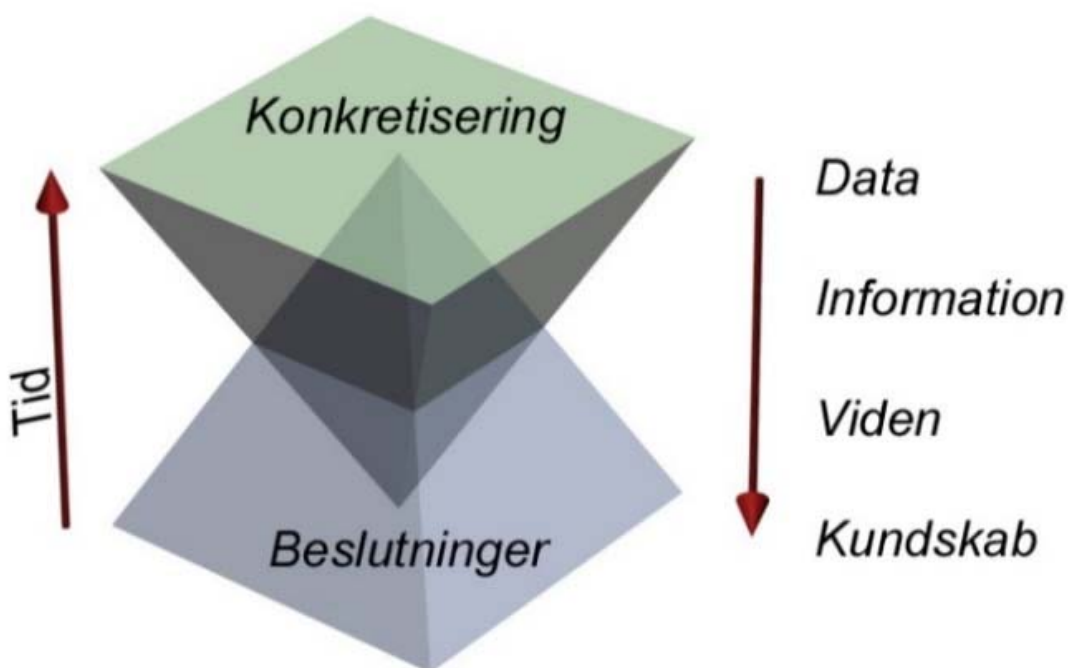 Konkretisering
Data
Information
Tid
Viden
Beslutninger
Kundskab